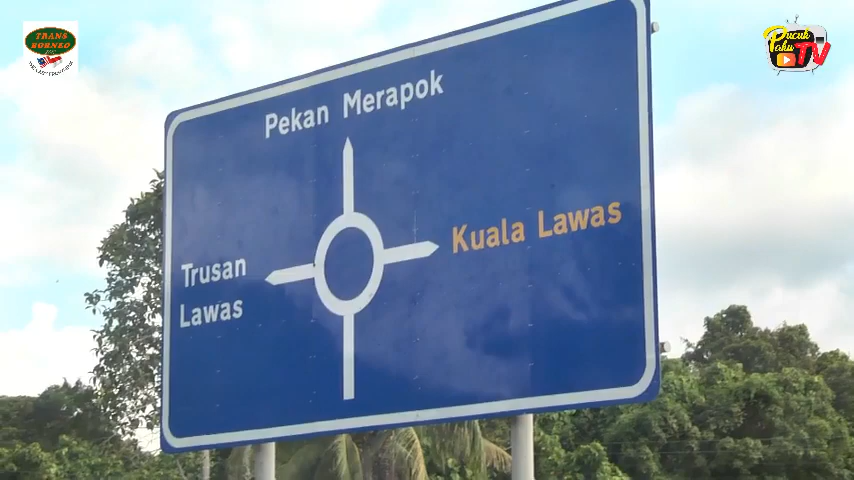 TRANS
BORNEO
Pucuk
Paku
TV
Pekan Merapok
Kuala Lawas
Trusan
Lawas